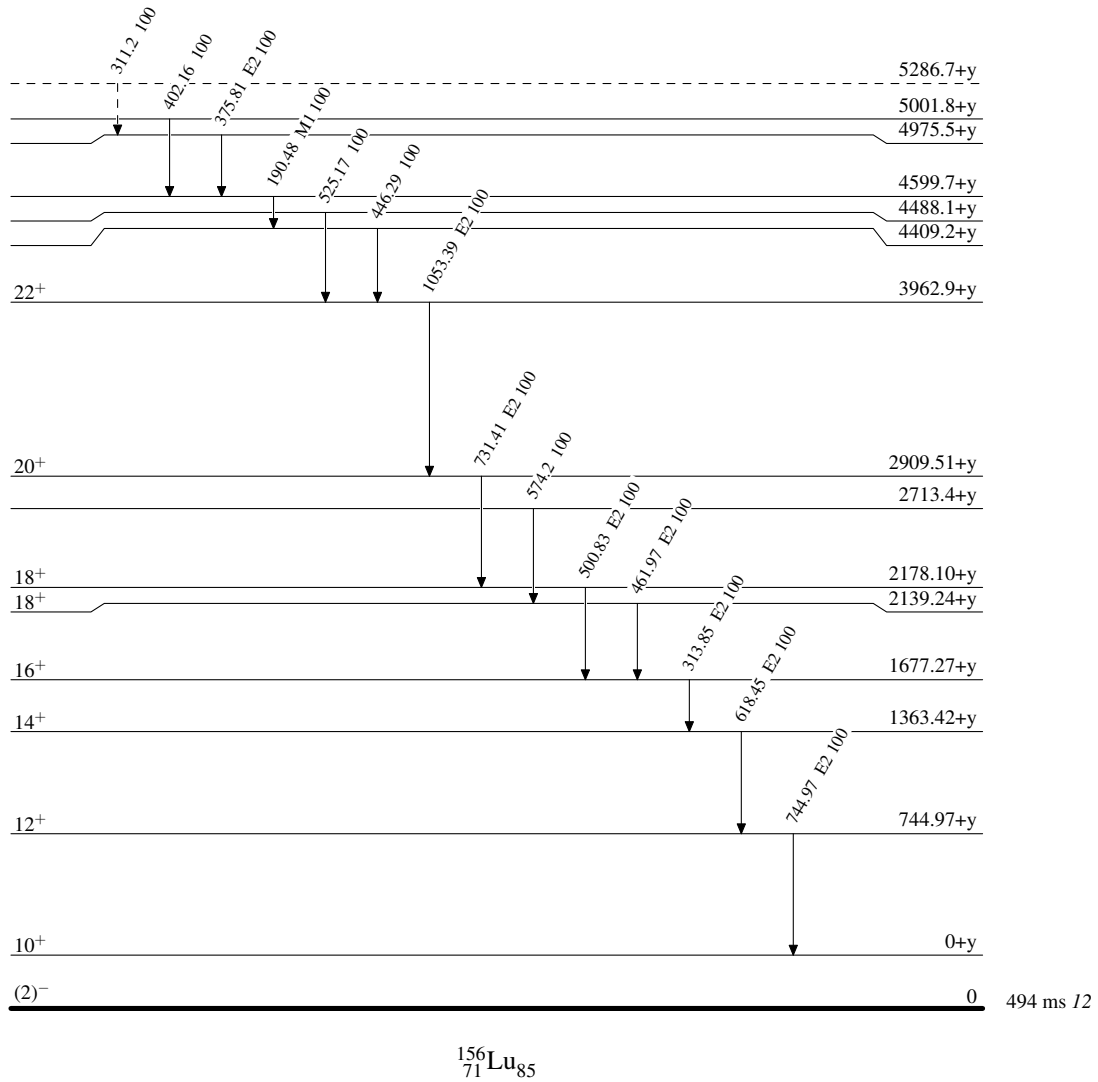 311.2 100
402.16 100
375.81 E2 100
190.48 M1 100
525.17 100
446.29 100
1053.39 E2 100
731.41 E2 100
574.2 100
500.83 E2 100
461.97 E2 100
313.85 E2 100
618.45 E2 100
744.97 E2 100
5286.7+y
5001.8+y
4975.5+y
4599.7+y
4488.1+y
4409.2+y
22⁺ 3962.9+y
20⁺ 2909.51+y
2713.4+y
18⁺ 2178.10+y
18⁺ 2139.24+y
16⁺ 1677.27+y
14⁺ 1363.42+y
12⁺ 744.97+y
10⁺ 0+y
(2)⁻ 0 494 ms 12
¹⁵⁶₇₁Lu₈₅